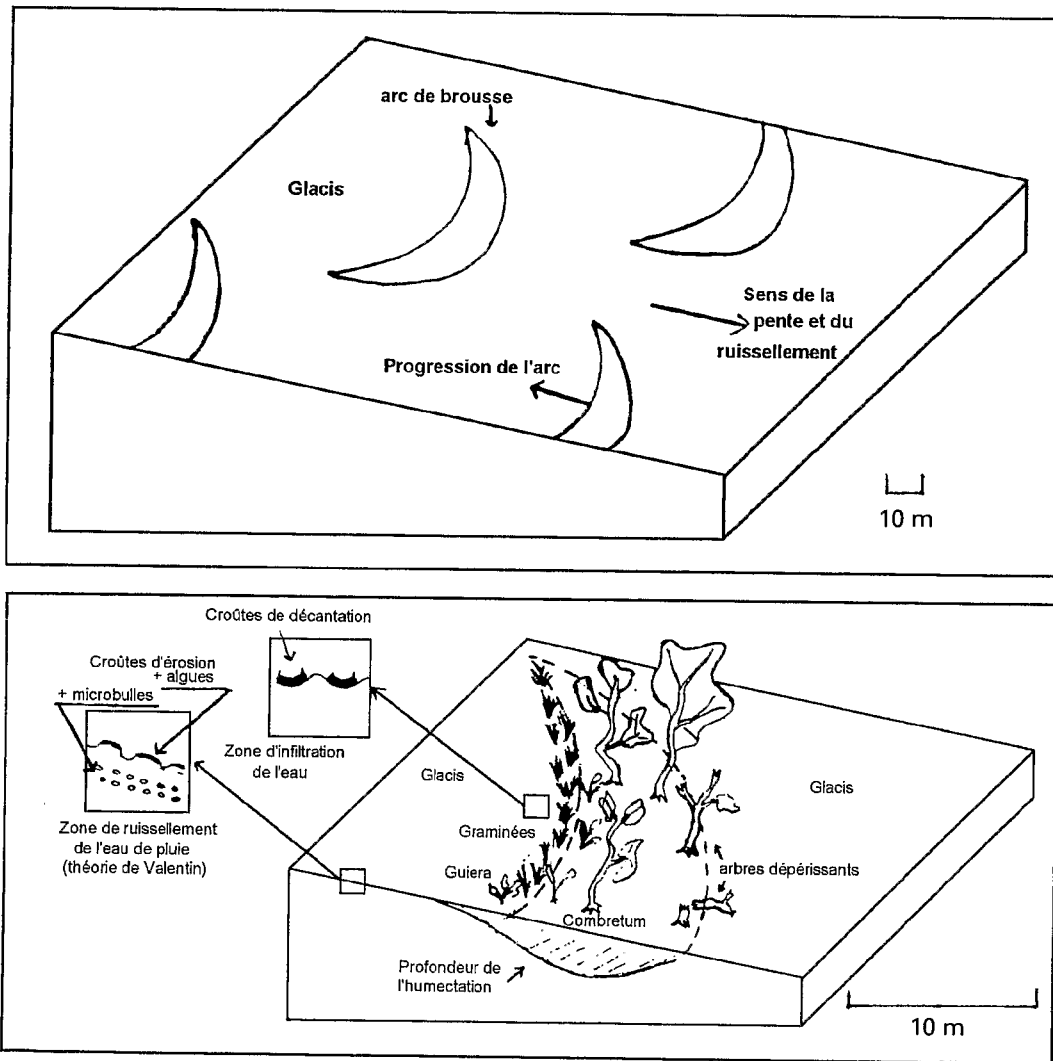 arc de brousse
Glacis
Sens de la
pente et du
ruissellement
Progression de l'arc
10 m
Croûtes de décantation
Croûtes d'érosion
+ algues
+ microbulles
Zone d'infiltration
de l'eau
Glacis
Glacis
Zone de ruissellement
de l'eau de pluie
(théorie de Valentin)
Graminées
Guiera
arbres dépérissants
Combretum
Profondeur de
l'humectation
10 m